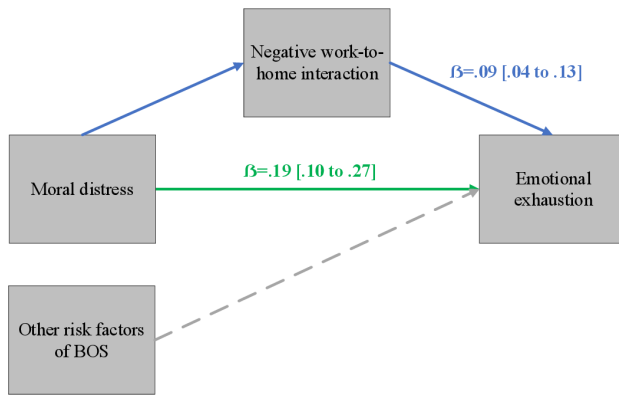 Negative work-to-
home interaction
ẞ=.09 [.04 to .13]
Moral distress
ẞ=.19 [.10 to .27]
Emotional
exhaustion
Other risk factors
of BOS